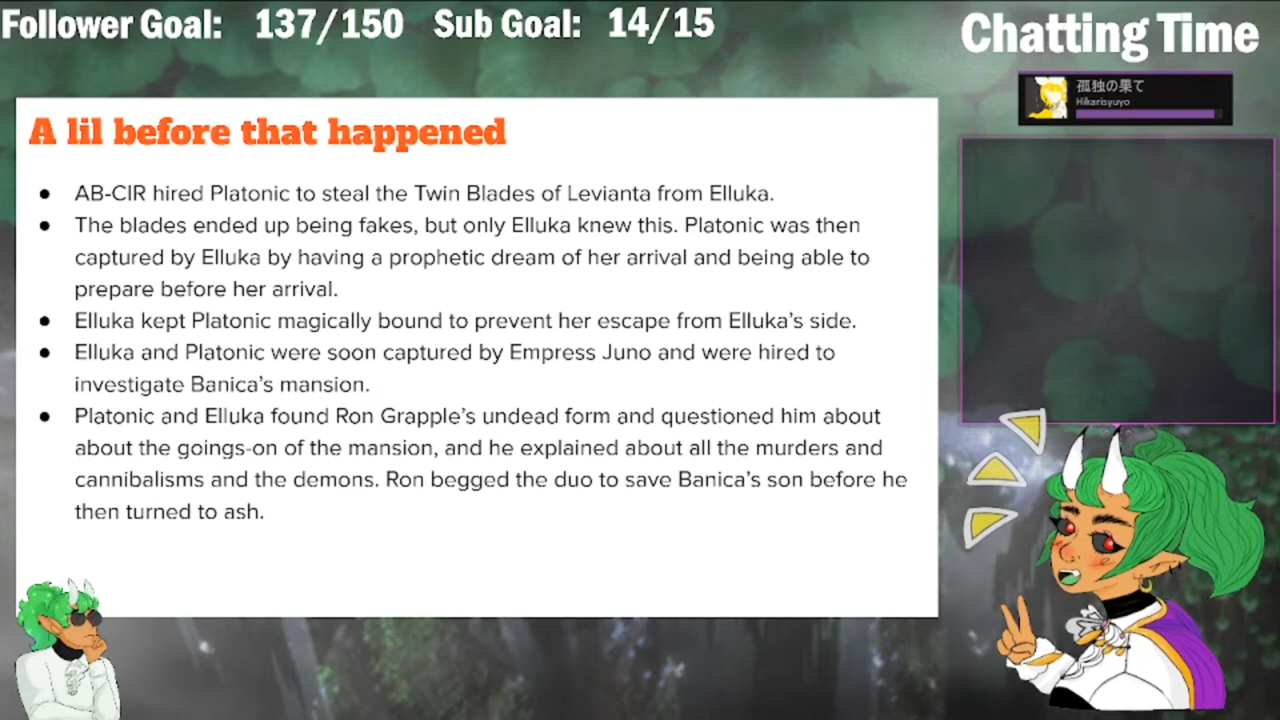 Follower Goal: 137/150 Sub Goal: 14/15
Chatting Time
孤独の果て
Hikarisyuyo
A lil before that happened
● AB-CIR hired Platonic to steal the Twin Blades of Levianta from Elluka.
● The blades ended up being fakes, but only Elluka knew this. Platonic was then
captured by Elluka by having a prophetic dream of her arrival and being able to
prepare before her arrival.
● Elluka kept Platonic magically bound to prevent her escape from Elluka's side.
● Elluka and Platonic were soon captured by Empress Juno and were hired to
investigate Banica's mansion.
● Platonic and Elluka found Ron Grapple's undead form and questioned him about
about the goings-on of the mansion, and he explained about all the murders and
cannibalisms and the demons. Ron begged the duo to save Banica's son before he
then turned to ash.